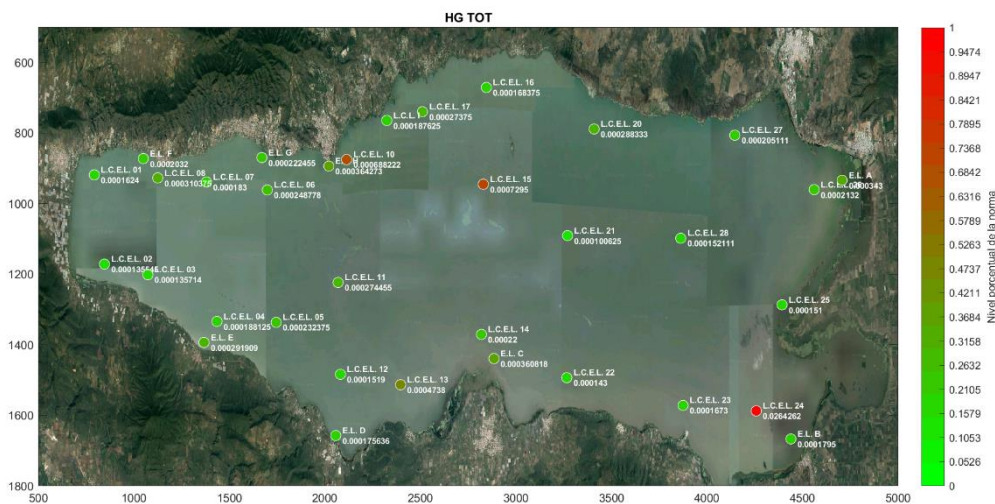 HG TOT
L.C.E.L. 16
0.000168375
L.C.E.L. 17
0.00027375
0.000187625
L.C.E.L. 20
0.000288333
L.C.E.L. 27
0.000205111
E.L. F
0.0002032
E.L. G
0.000222455
L.C.E.L. 10
0.000688222
0.000364273
L.C.E.L. 01
0.0001624
L.C.E.L. 08
0.000310375
L.C.E.L. 07
0.000183
L.C.E.L. 06
0.000248778
L.C.E.L. 15
0.0007295
E.L. A
0.000343
0.0002132
L.C.E.L. 21
0.000100625
L.C.E.L. 28
0.000152111
L.C.E.L. 02
L.C.E.L. 03
0.000135714
L.C.E.L. 11
0.000274455
L.C.E.L. 25
0.000151
L.C.E.L. 04
0.000188125
L.C.E.L. 05
0.000232375
E.L. E
0.000291909
L.C.E.L. 14
0.00022
E.L. C
0.000360818
L.C.E.L. 12
0.0001519
L.C.E.L. 13
0.0004738
L.C.E.L. 22
0.000143
L.C.E.L. 23
0.0001673
L.C.E.L. 24
0.0264262
E.L. D
0.000175636
E.L. B
0.0001795
600
800
1000
1200
1400
1600
1800
500 1000 1500 2000 2500 3000 3500 4000 4500 5000
1
0.9474
0.8947
0.8421
0.7895
0.7368
0.6842
0.6316
0.5789
0.5263
0.4737
0.4211
0.3684
0.3158
0.2632
0.2105
0.1579
0.1053
0.0526
0
Nivel porcentual de la norma